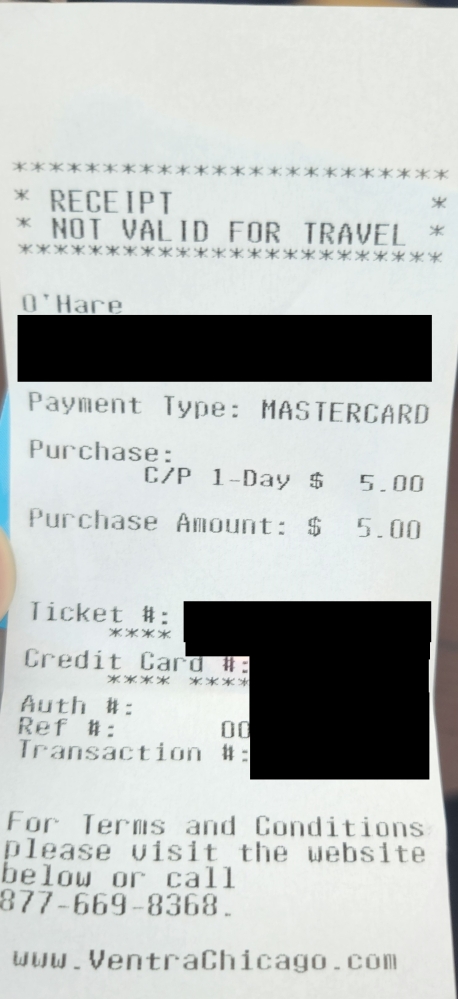 ************************
* RECEIPT *
* NOT VALID FOR TRAVEL *
************************
O'Hare
Payment Type: MASTERCARD
Purchase:
C/P 1-Day $ 5.00
Purchase Amount: $ 5.00
Ticket #:
****
Credit Card #:
**** ****
Auth #:
Ref #: 00
Transaction #:
For Terms and Conditions
please visit the website
below or call
877-669-8368.
www.VentraChicago.com